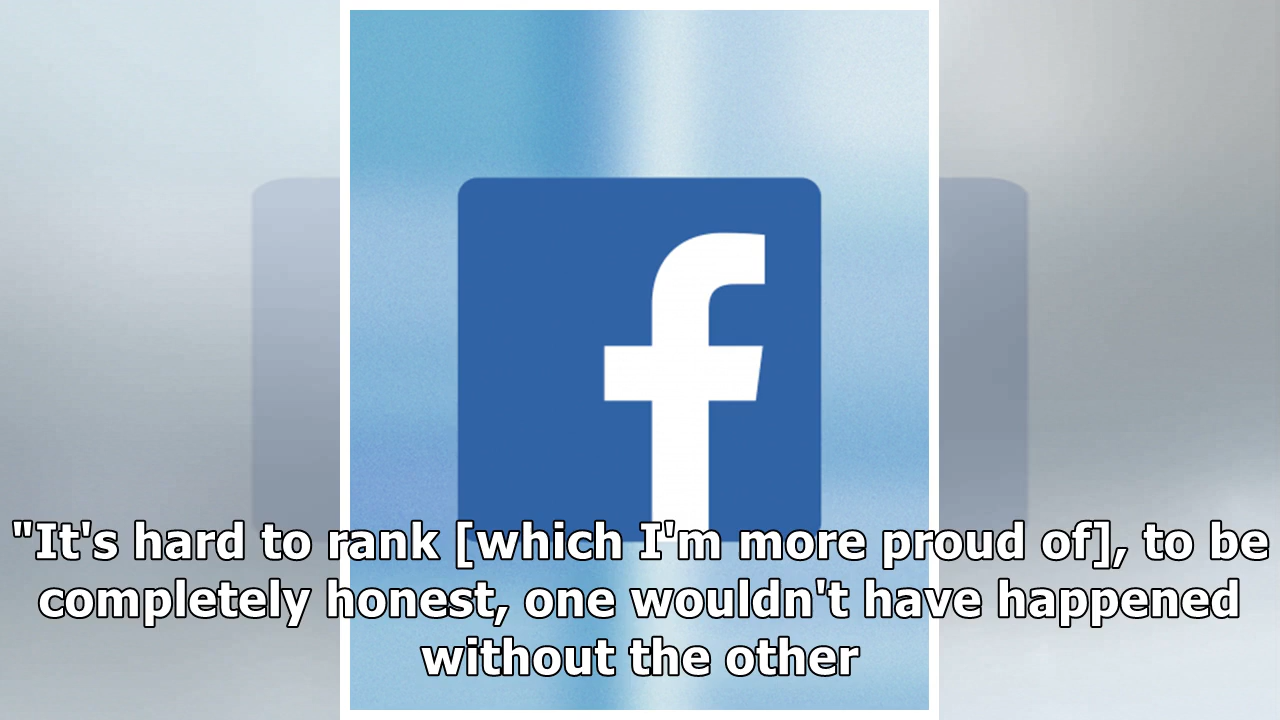 f
"It's hard to rank [which I'm more proud of], to be
completely honest, one wouldn't have happened
without the other